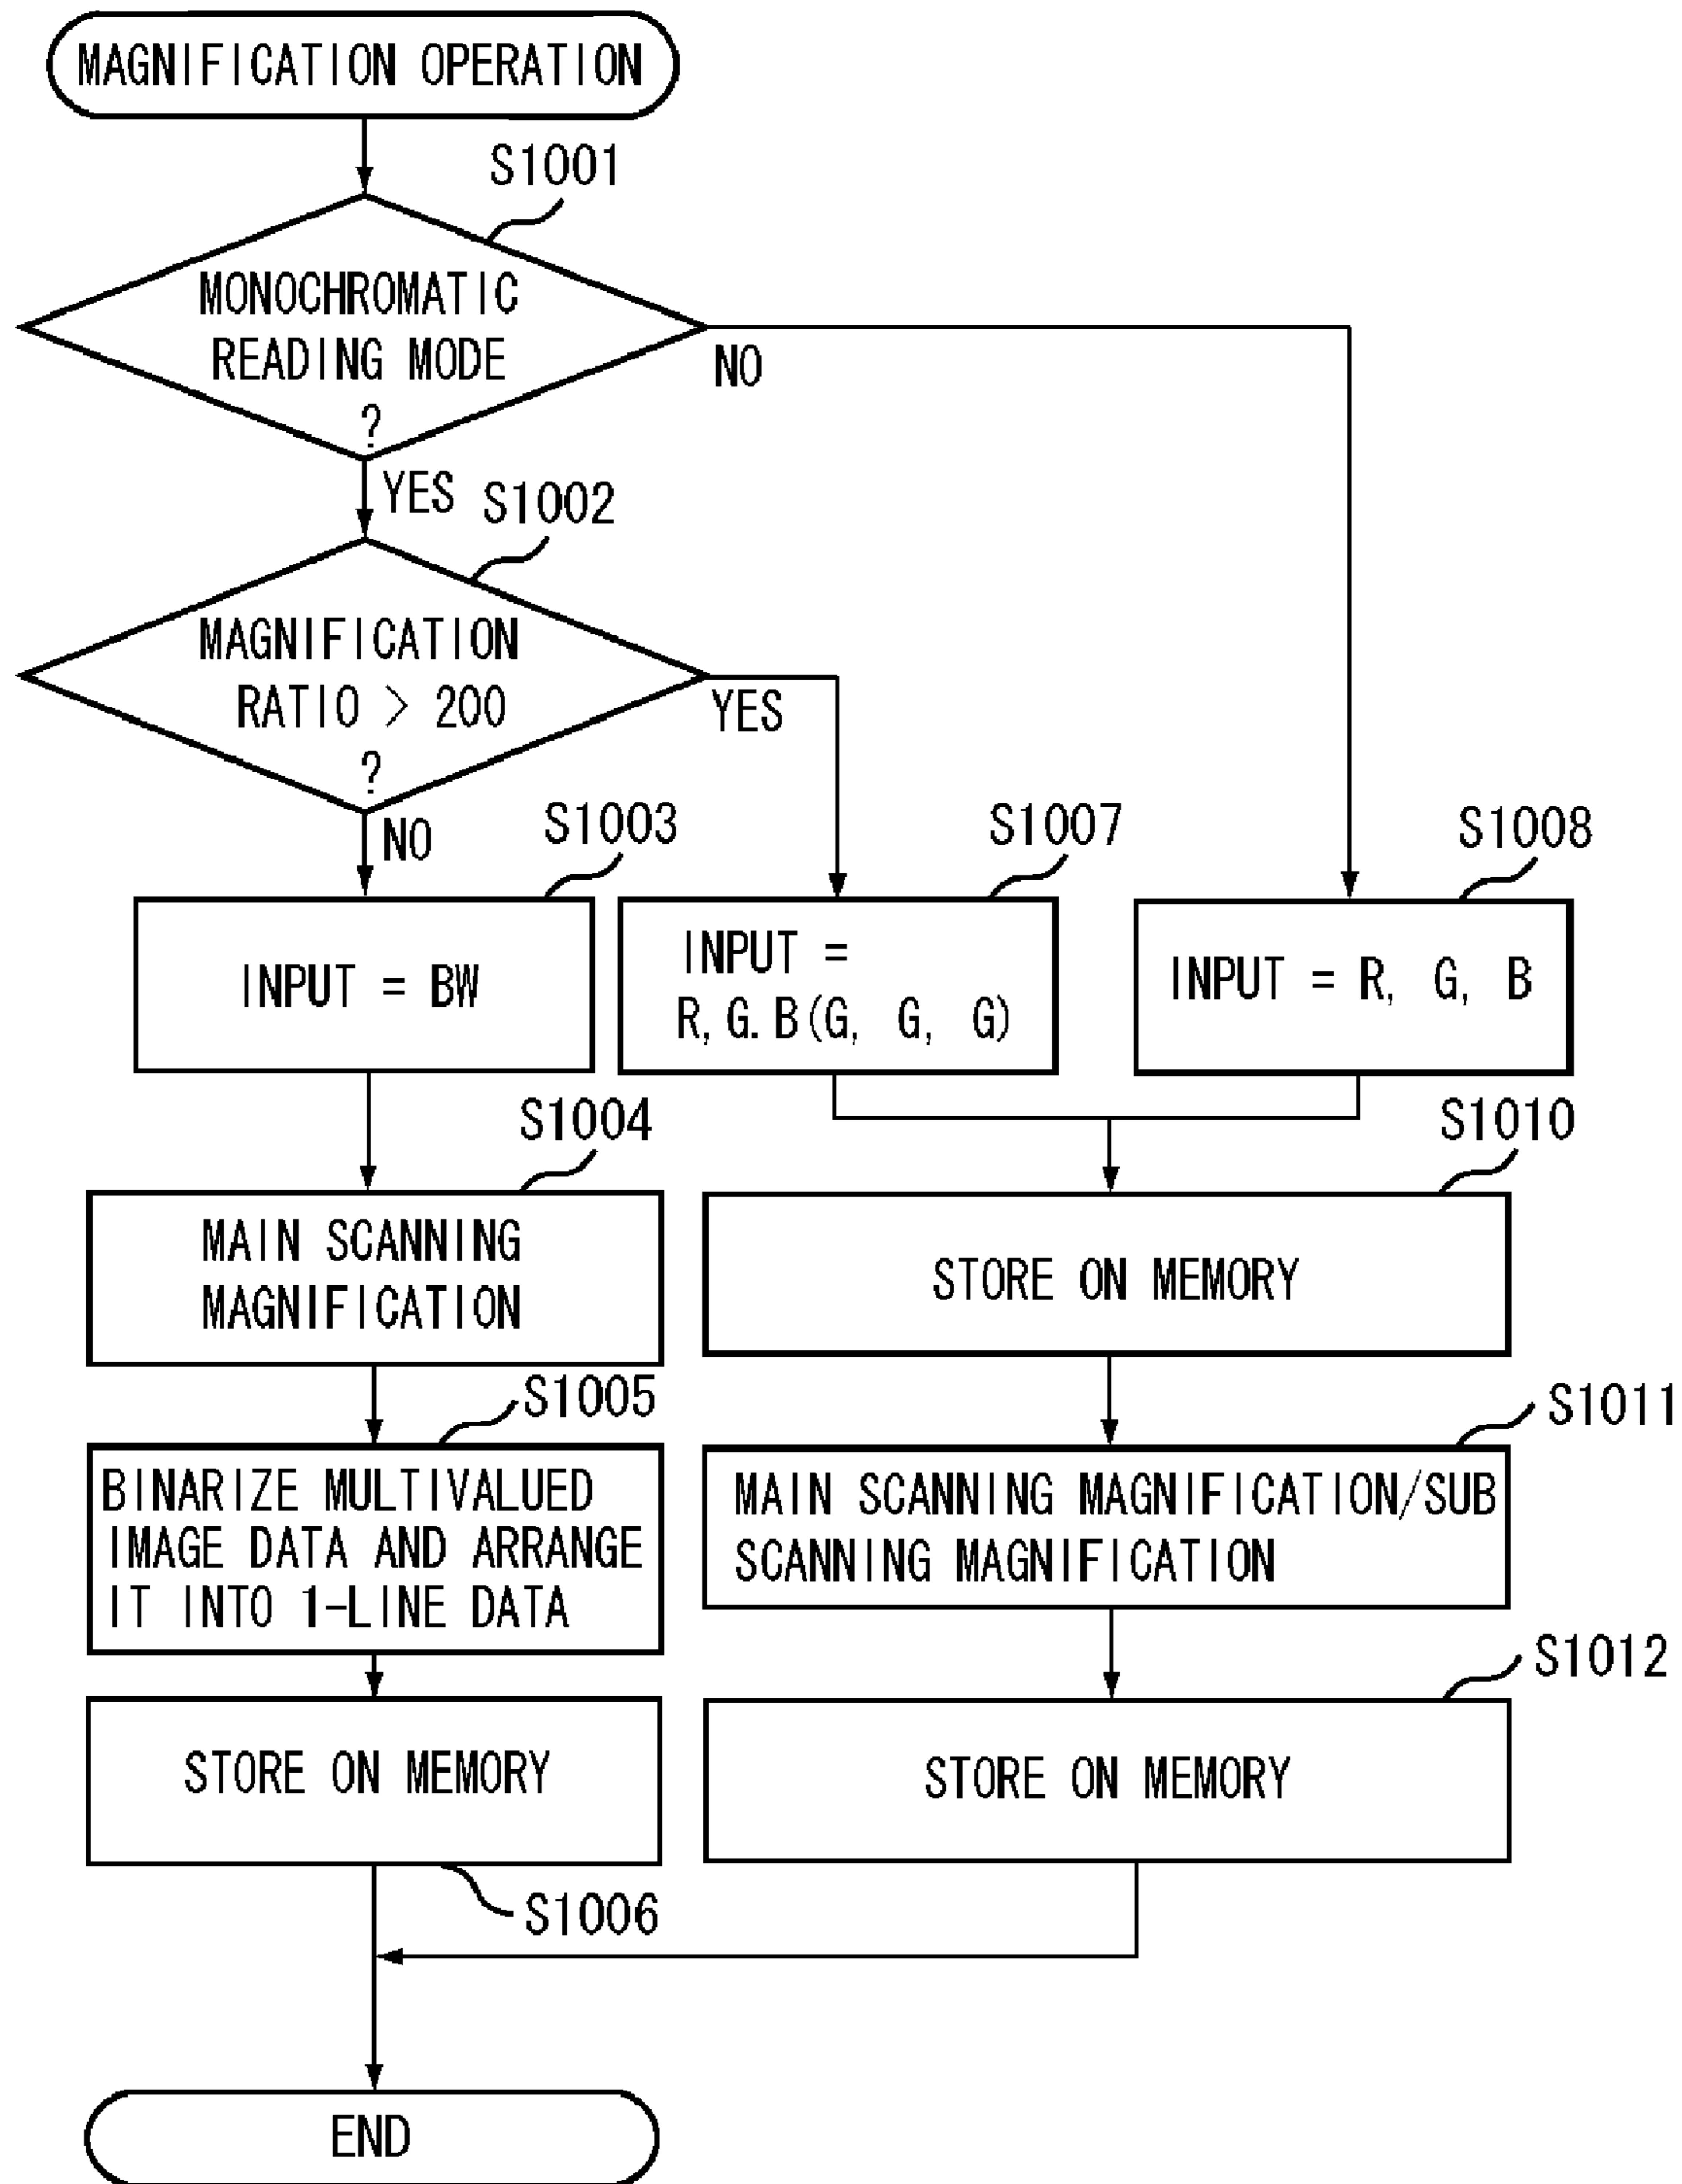 MAGNIFICATION OPERATION
S1001
MONOCHROMATIC
READING MODE
?
NO
YES
S1002
MAGNIFICATION
RATIO > 200
?
YES
NO
S1003
INPUT = BW
S1007
INPUT =
R, G. B (G, G, G)
S1008
INPUT = R, G, B
S1004
MAIN SCANNING
MAGNIFICATION
S1010
STORE ON MEMORY
S1005
BINARIZE MULTIVALUED
IMAGE DATA AND ARRANGE
IT INTO 1-LINE DATA
S1011
MAIN SCANNING MAGNIFICATION/SUB
SCANNING MAGNIFICATION
STORE ON MEMORY
S1006
S1012
STORE ON MEMORY
END